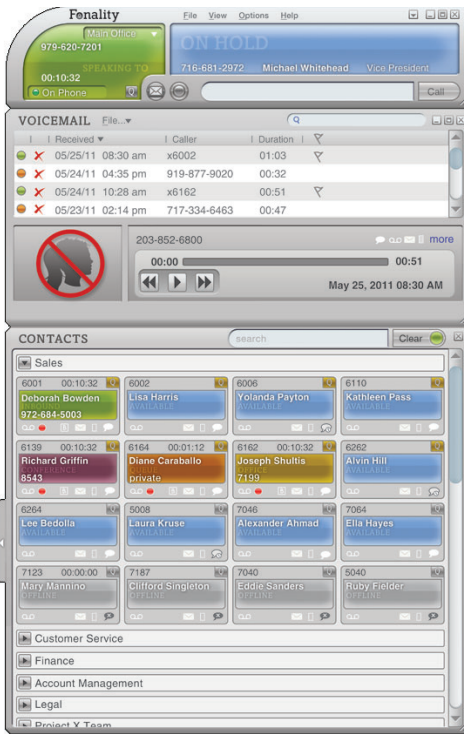 Fonality
File View Options Help
Main Office
979-620-7201
SPEAKING TO
00:10:32
On Phone
ON HOLD
716-681-2972 Michael Whitehead Vice President
Call
VOICEMAIL File...
Received Caller Duration
05/25/11 08:30 am x6002 01:03
05/24/11 04:35 pm 919-877-9020 00:32
05/24/11 10:28 am x6162 00:51
05/23/11 02:14 pm 717-334-6463 00:47
203-852-6800 more
00:00 00:51
May 25, 2011 08:30 AM
CONTACTS search Clear
Sales
6001 00:10:32 6002 6006 6110
Deborah Bowden Lisa Harris Yolanda Payton Kathleen Pass
AVAILABLE AVAILABLE AVAILABLE
972-684-5003
6139 00:10:32 6164 00:01:12 6162 00:10:32 6262
Richard Griffin Diane Caraballo Joseph Shultis Alvin Hill
CONFERENCE QUEUE OFFICE AVAILABLE
8543 private 7199
6264 5008 7046 7064
Lee Bedolla Laura Kruse Alexander Ahmad Ella Hayes
AVAILABLE AVAILABLE AVAILABLE AVAILABLE
7123 00:00:00 7187 7040 5040
Mary Mannino Clifford Singleton Eddie Sanders Ruby Fielder
OFFLINE OFFLINE OFFLINE OFFLINE
Customer Service
Finance
Account Management
Legal
Project X Team